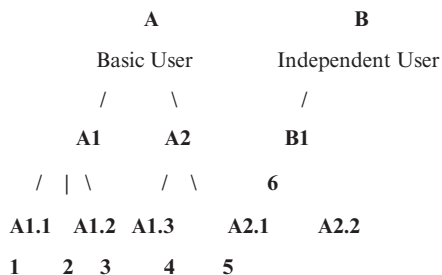 A B
Basic User Independent User
/ \ /
A1 A2 B1
/ | \ / \ 6
A1.1 A1.2 A1.3 A2.1 A2.2
1 2 3 4 5